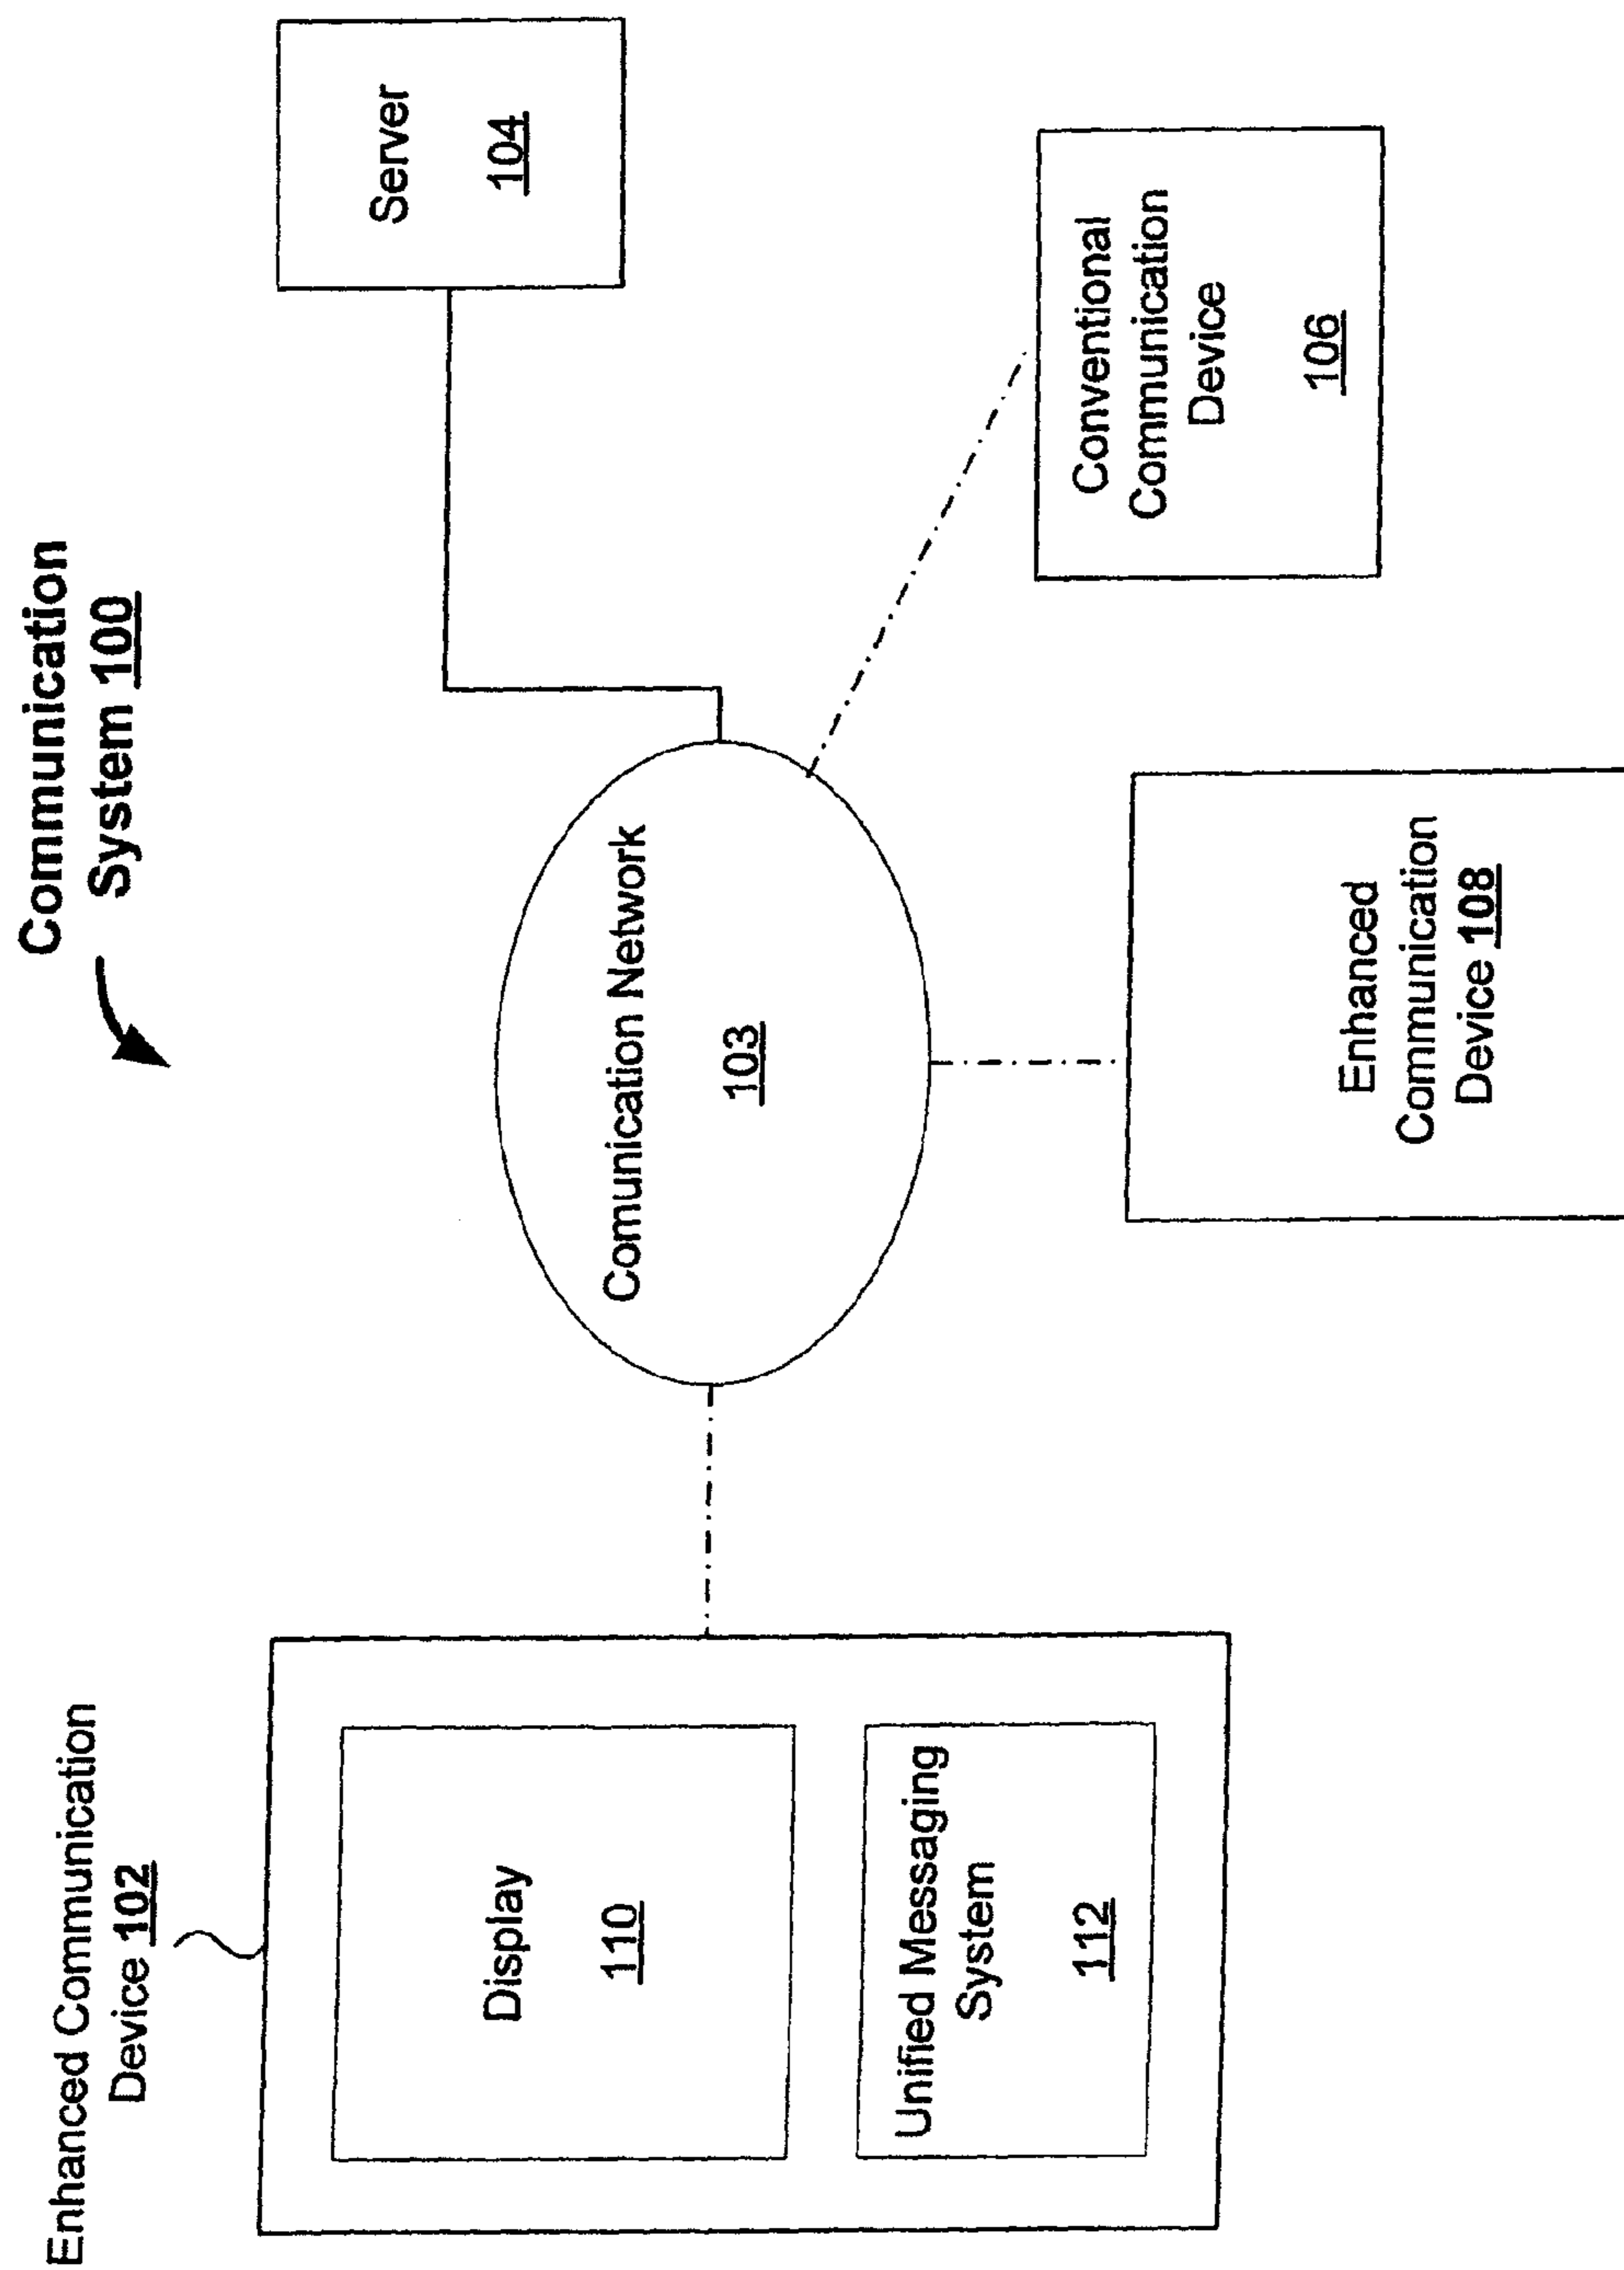 Communication
System 100
Enhanced Communication
Device 102
Display
110
Unified Messaging
System
112
Comunication Network
103
Server
104
Conventional
Communication
Device
106
Enhanced
Communication
Device 108